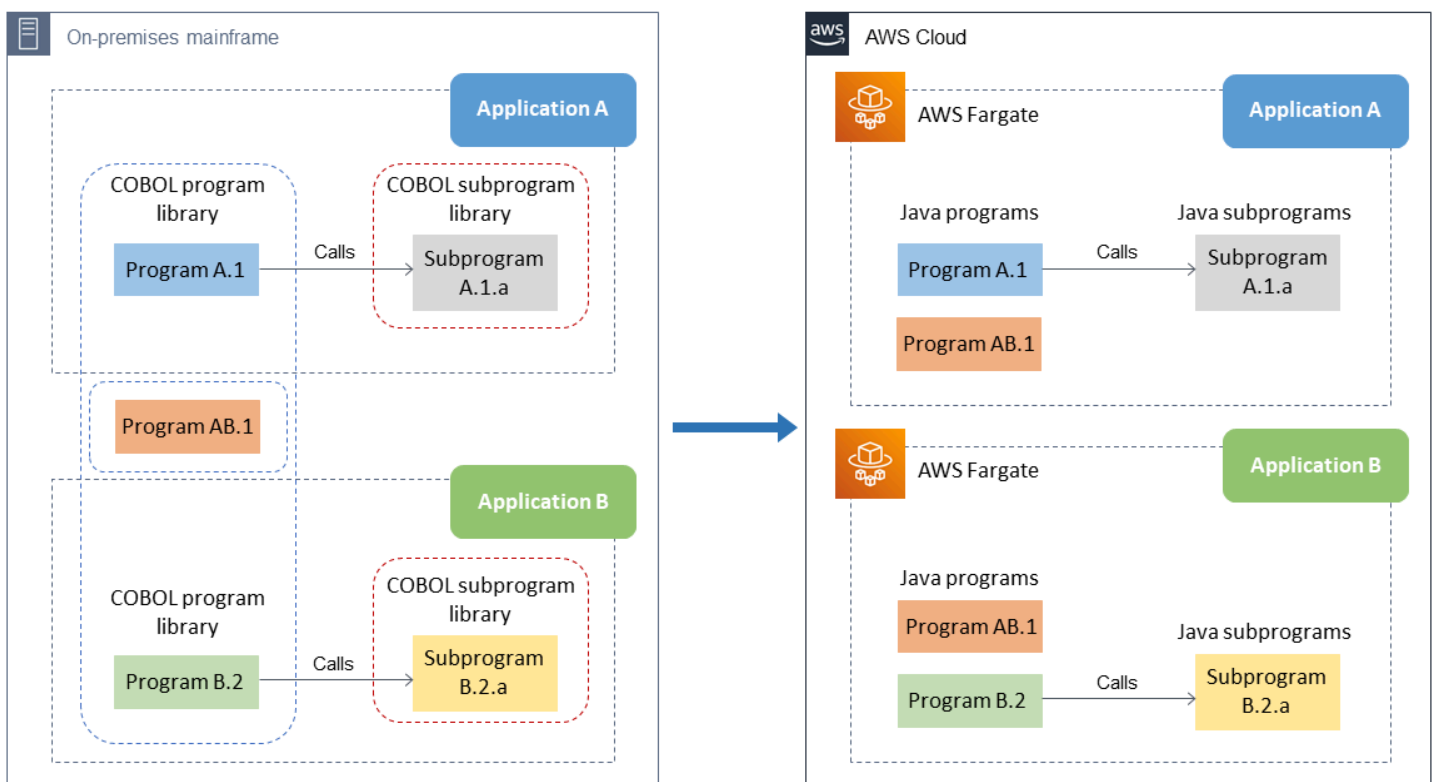 On-premises mainframe
Application A
COBOL program
library
COBOL subprogram
library
Program A.1
Calls
Subprogram
A.1.a
Program AB.1
Application B
COBOL program
library
COBOL subprogram
library
Program B.2
Calls
Subprogram
B.2.a
aws
AWS Cloud
AWS Fargate
Application A
Java programs
Java subprograms
Program A.1
Calls
Subprogram
A.1.a
Program AB.1
AWS Fargate
Application B
Java programs
Program AB.1
Java subprograms
Program B.2
Calls
Subprogram
B.2.a